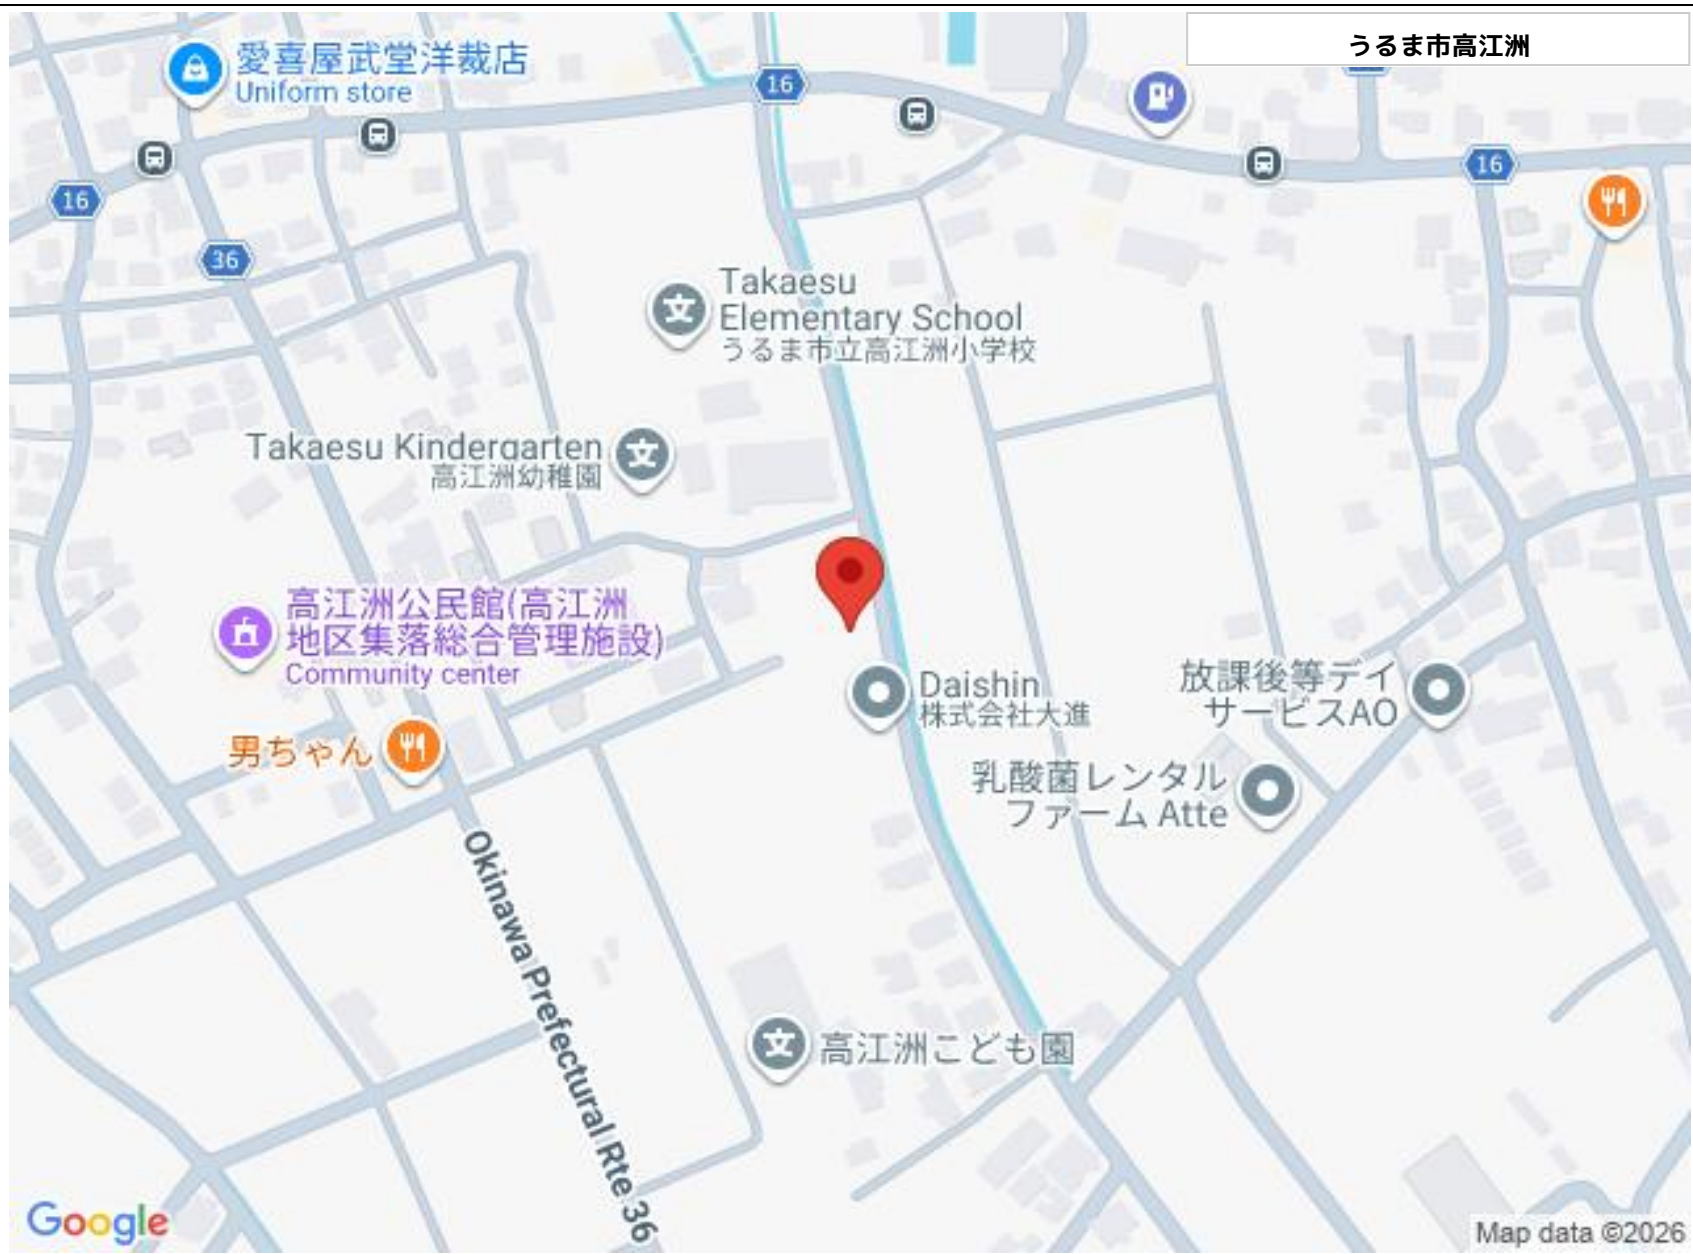 うるま市高江洲
愛喜屋武堂洋裁店
Uniform store
16
16
16
36
Takaesu
Elementary School
うるま市立高江洲小学校
Takaesu Kindergarten
高江洲幼稚園
高江洲公民館(高江洲
地区集落総合管理施設)
Community center
Daishin
株式会社大進
放課後等デイ
サービスAO
男ちゃん
乳酸菌レンタル
ファーム Atte
Okinawa Prefectural Rte 36
高江洲こども園
Google
Map data ©2026